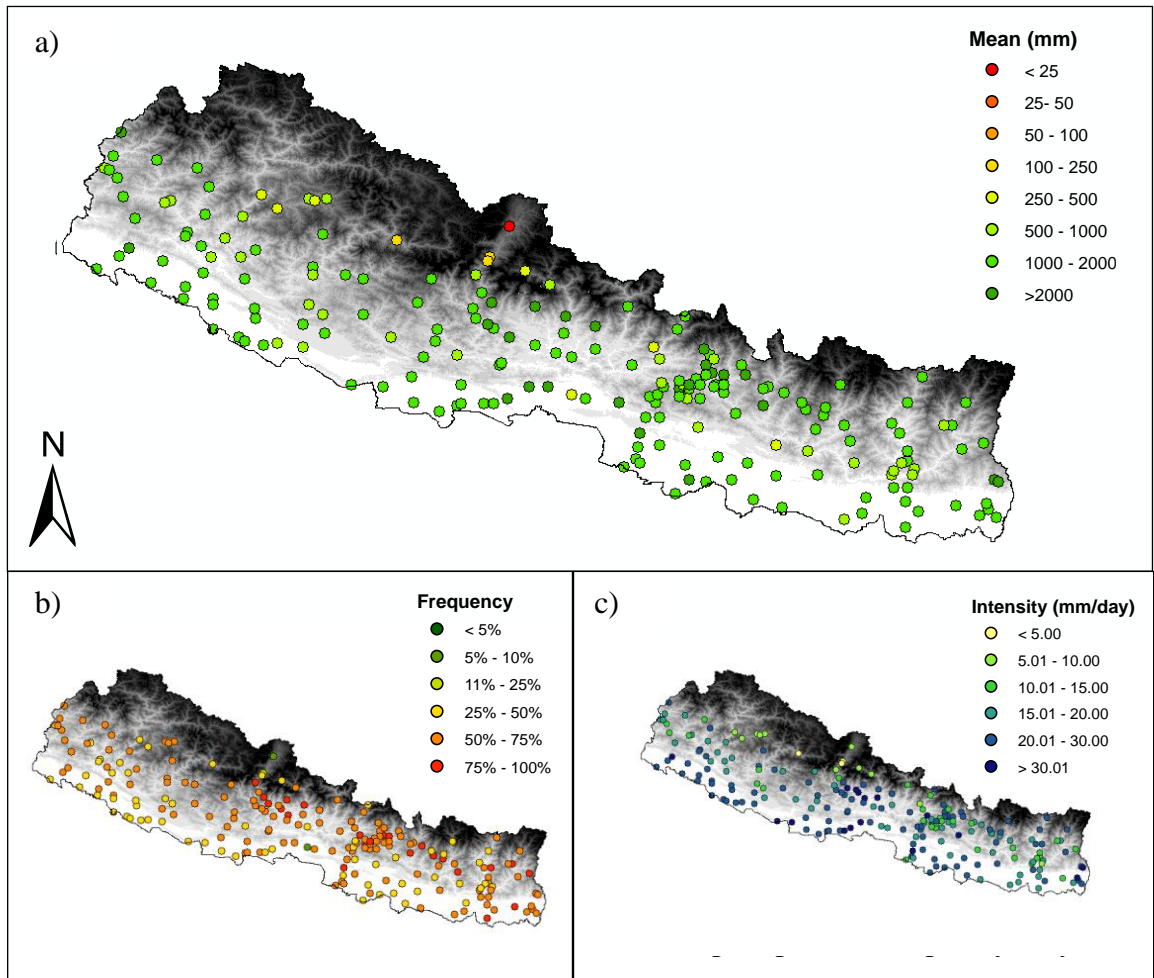 a)
Mean (mm)
< 25
25- 50
50 - 100
100 - 250
250 - 500
500 - 1000
1000 - 2000
>2000
N
b)
Frequency
< 5%
5% - 10%
11% - 25%
25% - 50%
50% - 75%
75% - 100%
c)
Intensity (mm/day)
< 5.00
5.01 - 10.00
10.01 - 15.00
15.01 - 20.00
20.01 - 30.00
> 30.01